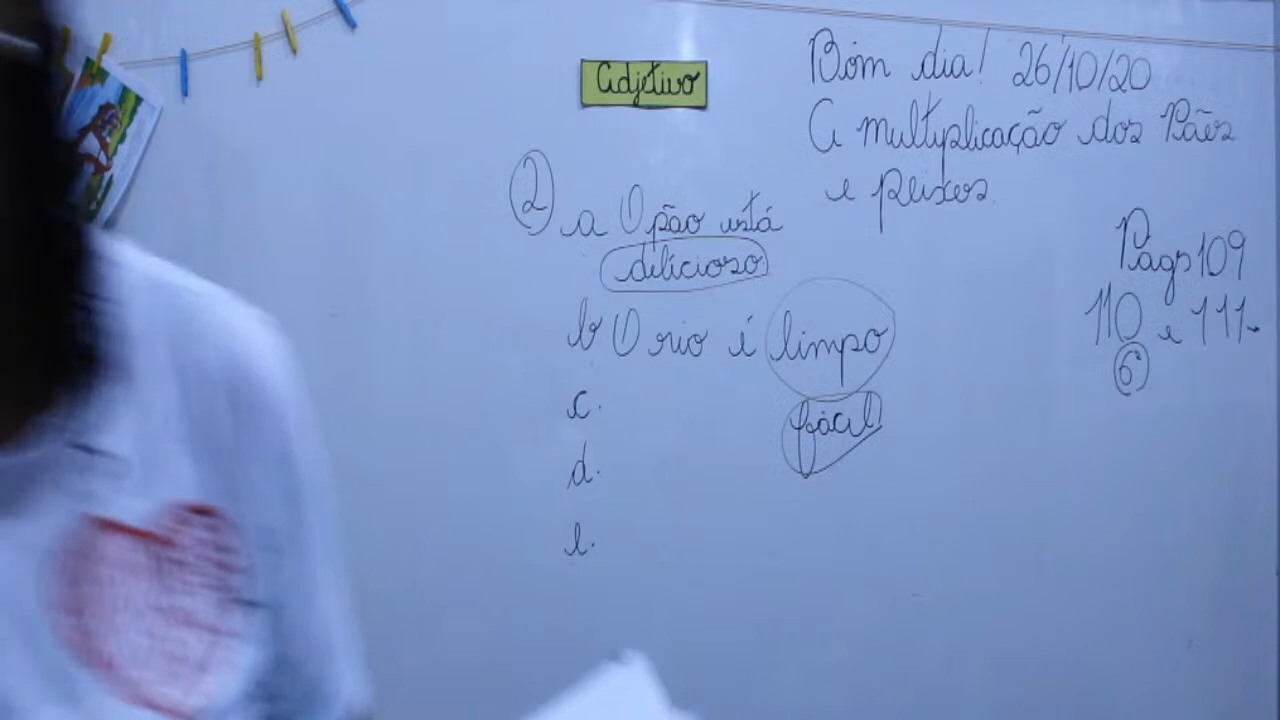 Adjetivo
Bom dia! 26/10/20
A multiplicação dos Pães
e peixes.
2
a O pão está
delicioso
b O rio é limpo
c. fácil
d.
e.
Pags 109
110 e 111.
6º